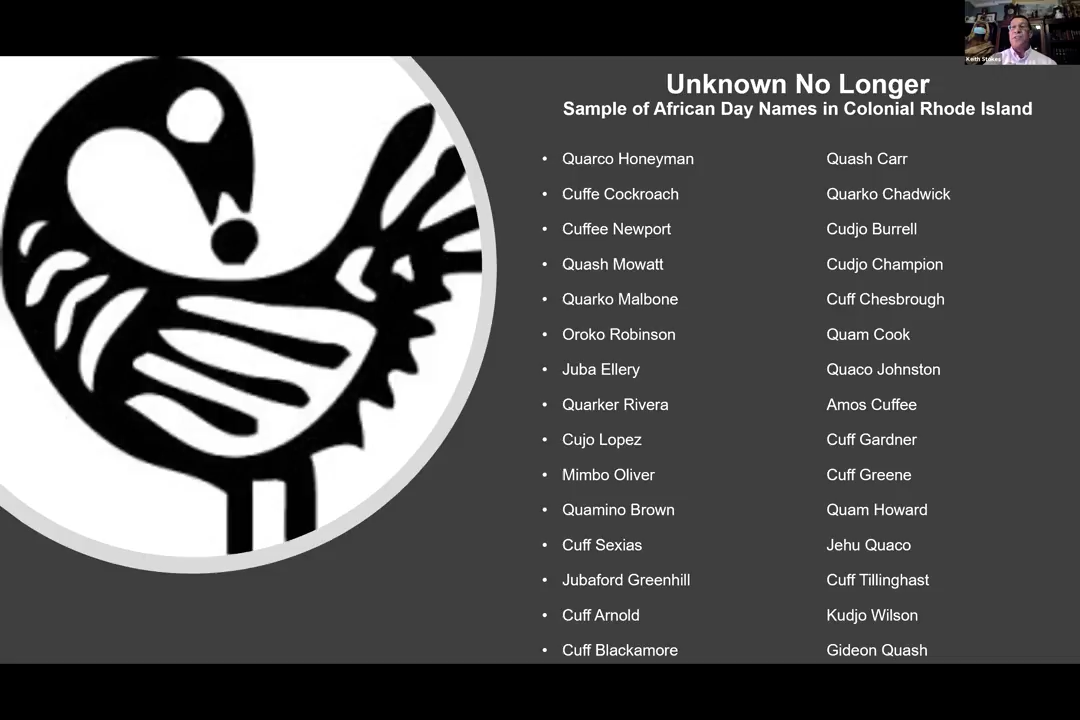 Keith Stokes
Unknown No Longer
Sample of African Day Names in Colonial Rhode Island
• Quarco Honeyman
• Cuffe Cockroach
• Cuffee Newport
• Quash Mowatt
• Quarko Malbone
• Oroko Robinson
• Juba Ellery
• Quarker Rivera
• Cujo Lopez
• Mimbo Oliver
• Quamino Brown
• Cuff Sexias
• Jubaford Greenhill
• Cuff Arnold
• Cuff Blackamore
Quash Carr
Quarko Chadwick
Cudjo Burrell
Cudjo Champion
Cuff Chesbrough
Quam Cook
Quaco Johnston
Amos Cuffee
Cuff Gardner
Cuff Greene
Quam Howard
Jehu Quaco
Cuff Tillinghast
Kudjo Wilson
Gideon Quash